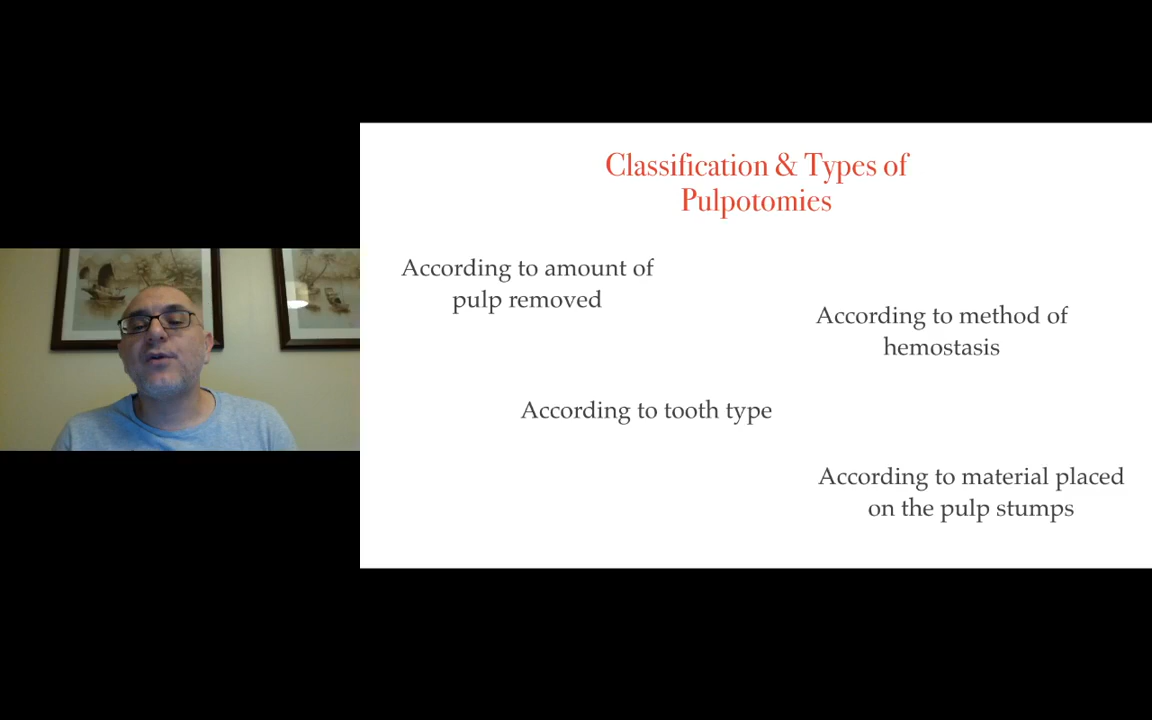 Classification & Types of
Pulpotomies
According to amount of
pulp removed
According to method of
hemostasis
According to tooth type
According to material placed
on the pulp stumps